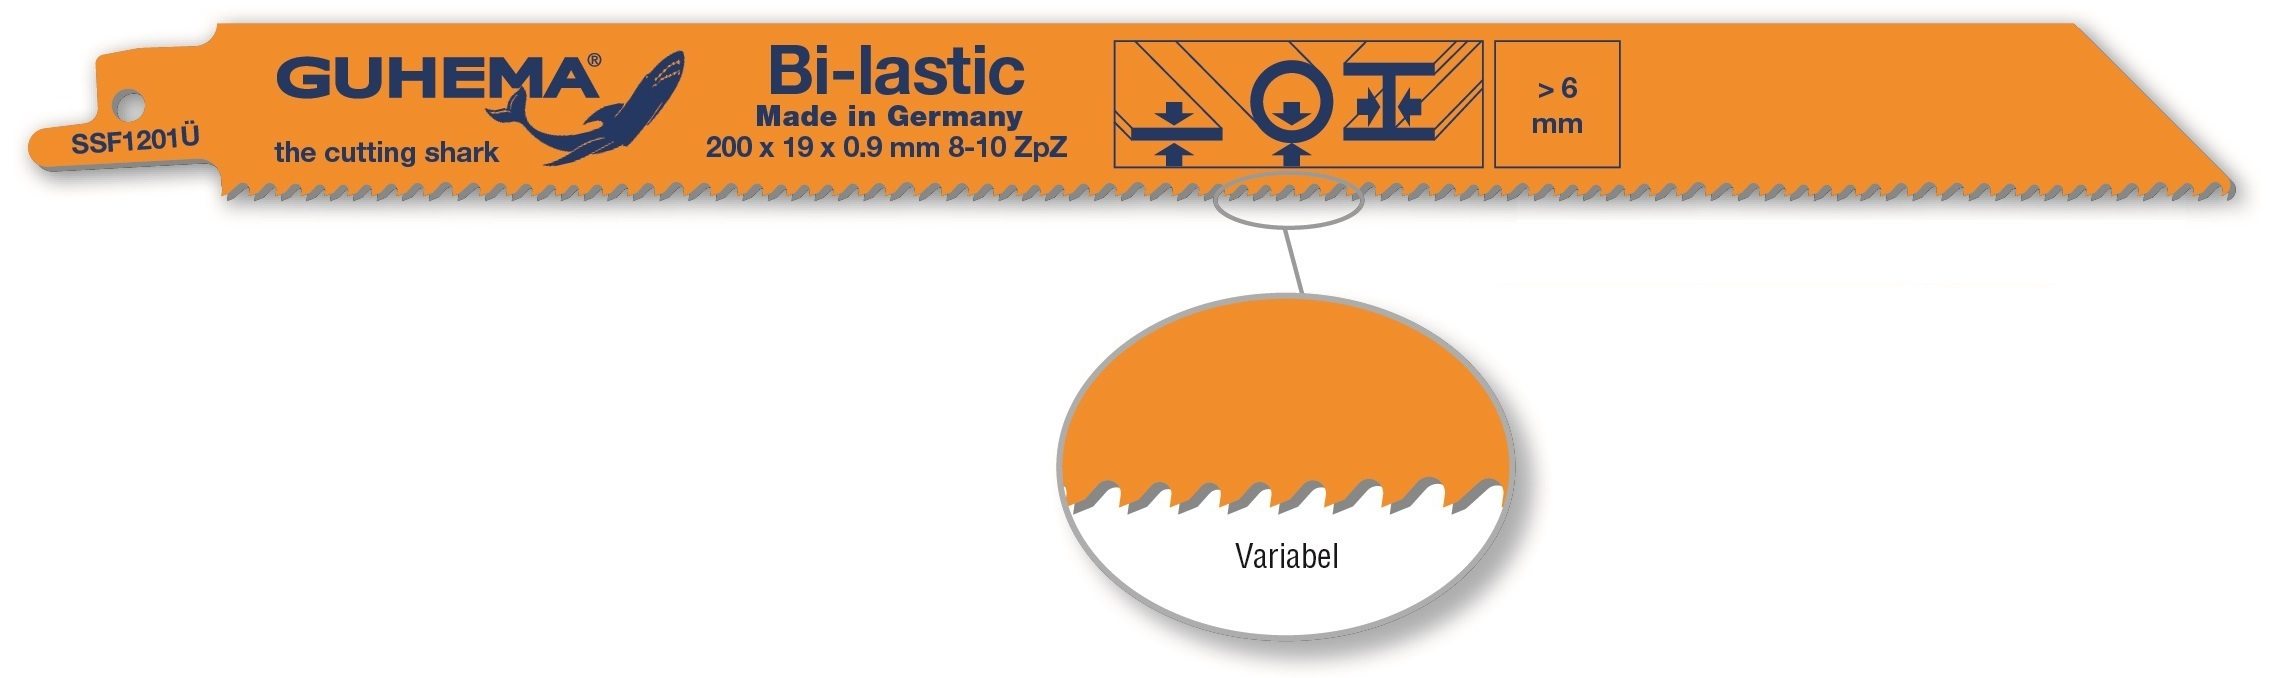 SSF1201Ü
GUHEMA®
the cutting shark
Bi-lastic
Made in Germany
200 x 19 x 0.9 mm 8-10 ZpZ
> 6
mm
Variabel